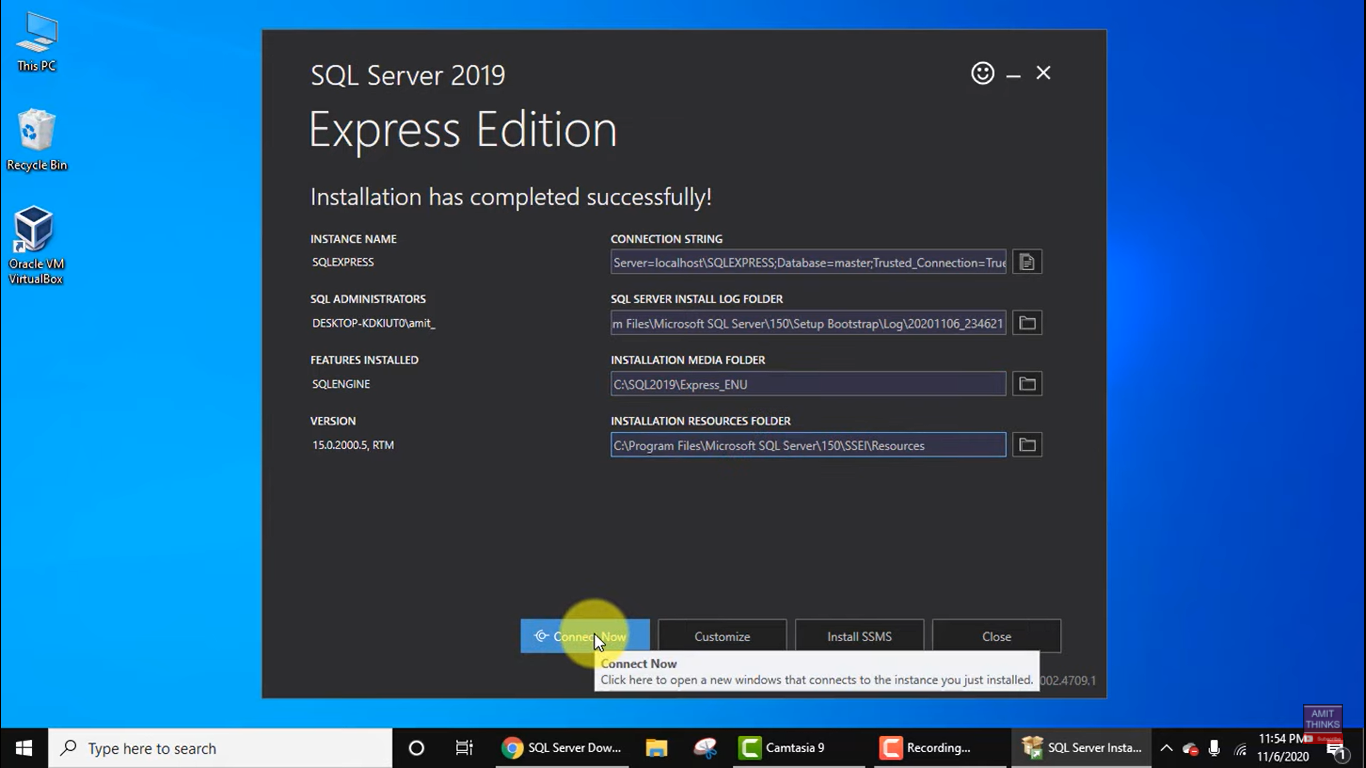 This PC
Recycle Bin
Oracle VM
VirtualBox
SQL Server 2019
Express Edition
Installation has completed successfully!
INSTANCE NAME
SQLEXPRESS
CONNECTION STRING
Server=localhost\SQLEXPRESS;Database=master;Trusted_Connection=True
SQL ADMINISTRATORS
DESKTOP-KDKIUT0\amit_
SQL SERVER INSTALL LOG FOLDER
m Files\Microsoft SQL Server\150\Setup Bootstrap\Log\20201106_234621
FEATURES INSTALLED
SQLENGINE
INSTALLATION MEDIA FOLDER
C:\SQL2019\Express_ENU
VERSION
15.0.2000.5, RTM
INSTALLATION RESOURCES FOLDER
C:\Program Files\Microsoft SQL Server\150\SSEI\Resources
Connect Now
Customize
Install SSMS
Close
Connect Now
Click here to open a new windows that connects to the instance you just installed.
002.4709.1
AMIT
THINKS
Subscribe
Type here to search
SQL Server Dow...
Camtasia 9
Recording...
SQL Server Insta...
11:54 PM
11/6/2020
1